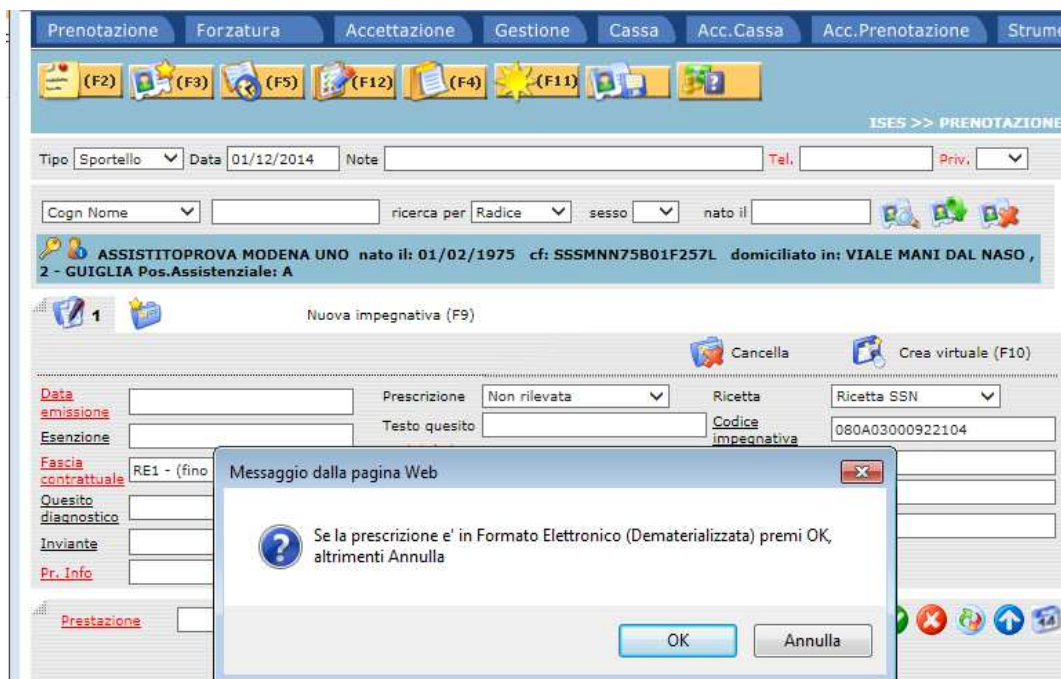 Prenotazione Forzatura Accettazione Gestione Cassa Acc.Cassa Acc.Prenotazione Strume
(F2) (F3) (F5) (F12) (F4) (F11)
ISES >> PRENOTAZIONE
Tipo Sportello Data 01/12/2014 Note Tel. Priv.
Cogn Nome ricerca per Radice sesso nato il
ASSISTITOPROVA MODENA UNO nato il: 01/02/1975 cf: SSSMNN75B01F257L domiciliato in: VIALE MANI DAL NASO ,
2 - GUIGLIA Pos.Assistenziale: A
1 Nuova impegnativa (F9)
Cancella Crea virtuale (F10)
Data emissione Prescrizione Non rilevata Ricetta Ricetta SSN
Esenzione Testo quesito Codice impegnativa 080A03000922104
Fascia contrattuale RE1 - (fino
Quesito diagnostico
Inviante
Pr. Info
Prestazione
Messaggio dalla pagina Web
Se la prescrizione e' in Formato Elettronico (Dematerializzata) premi OK,
altrimenti Annulla
OK Annulla